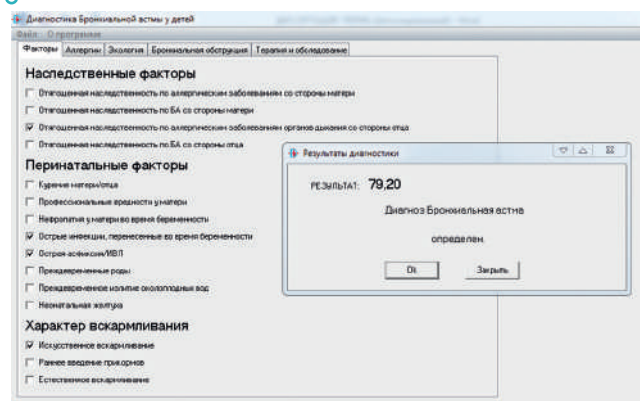 Диагностика Бронхиальной астмы у детей
Файл О программе
Факторы Аллергии Экология Бронхиальная обструкция Терапия и обследование
Наследственные факторы
Отягощенная наследственность по аллергическим заболеваниям со стороны матери
Отягощенная наследственность по БА со стороны матери
Отягощенная наследственность по аллергическим заболеваниям органов дыхания со стороны отца
Отягощенная наследственность по БА со стороны отца
Перинатальные факторы
Курение матери/отца
Профессиональные вредности у матери
Нефропатия у матери во время беременности
Острые инфекции, перенесенные во время беременности
Острая асфиксия/ИВЛ
Преждевременные роды
Преждевременное излитие околоплодных вод
Неонатальная желтуха
Характер вскармливания
Искусственное вскармливание
Раннее введение прикормов
Естественное вскармливание
Результаты диагностики
РЕЗУЛЬТАТ: 79,20
Диагноз Бронхиальная астма
определен.
Ok Закрыть